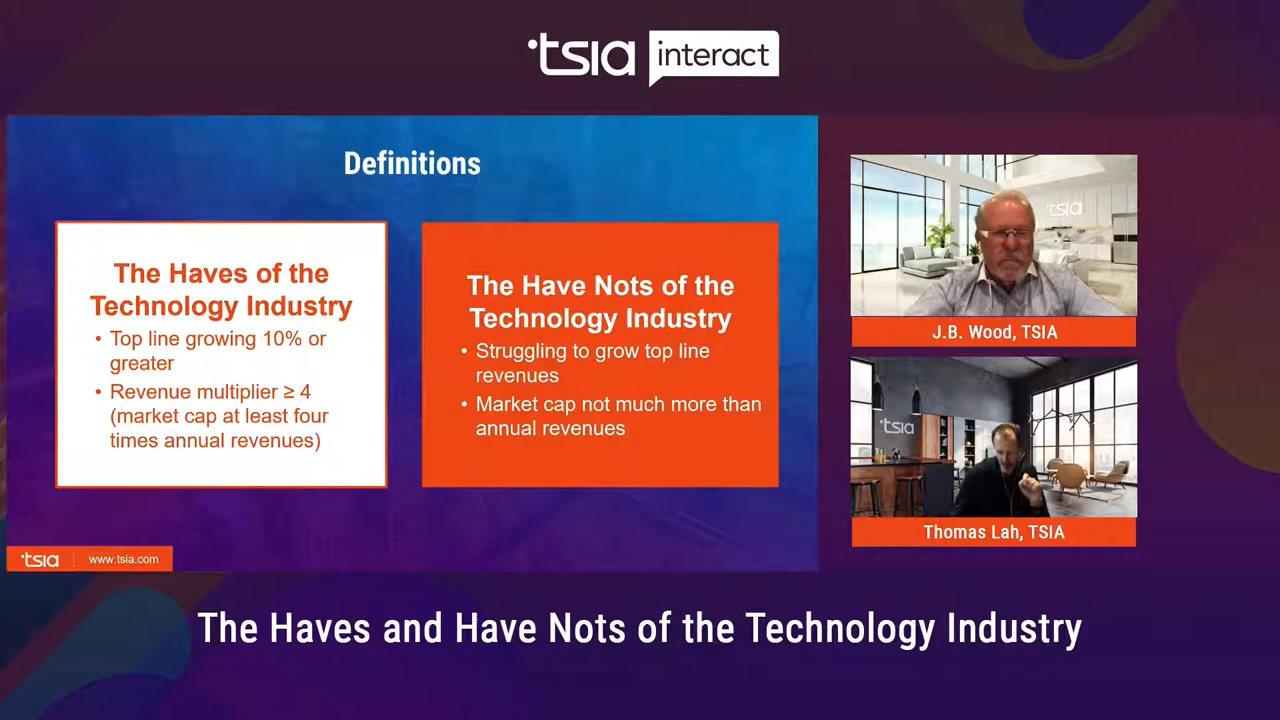 tsia interact
Definitions
The Haves of the
Technology Industry
• Top line growing 10% or
greater
• Revenue multiplier ≥ 4
(market cap at least four
times annual revenues)
The Have Nots of the
Technology Industry
• Struggling to grow top line
revenues
• Market cap not much more than
annual revenues
tsia | www.tsia.com
tsia
J.B. Wood, TSIA
tsia
Thomas Lah, TSIA
The Haves and Have Nots of the Technology Industry